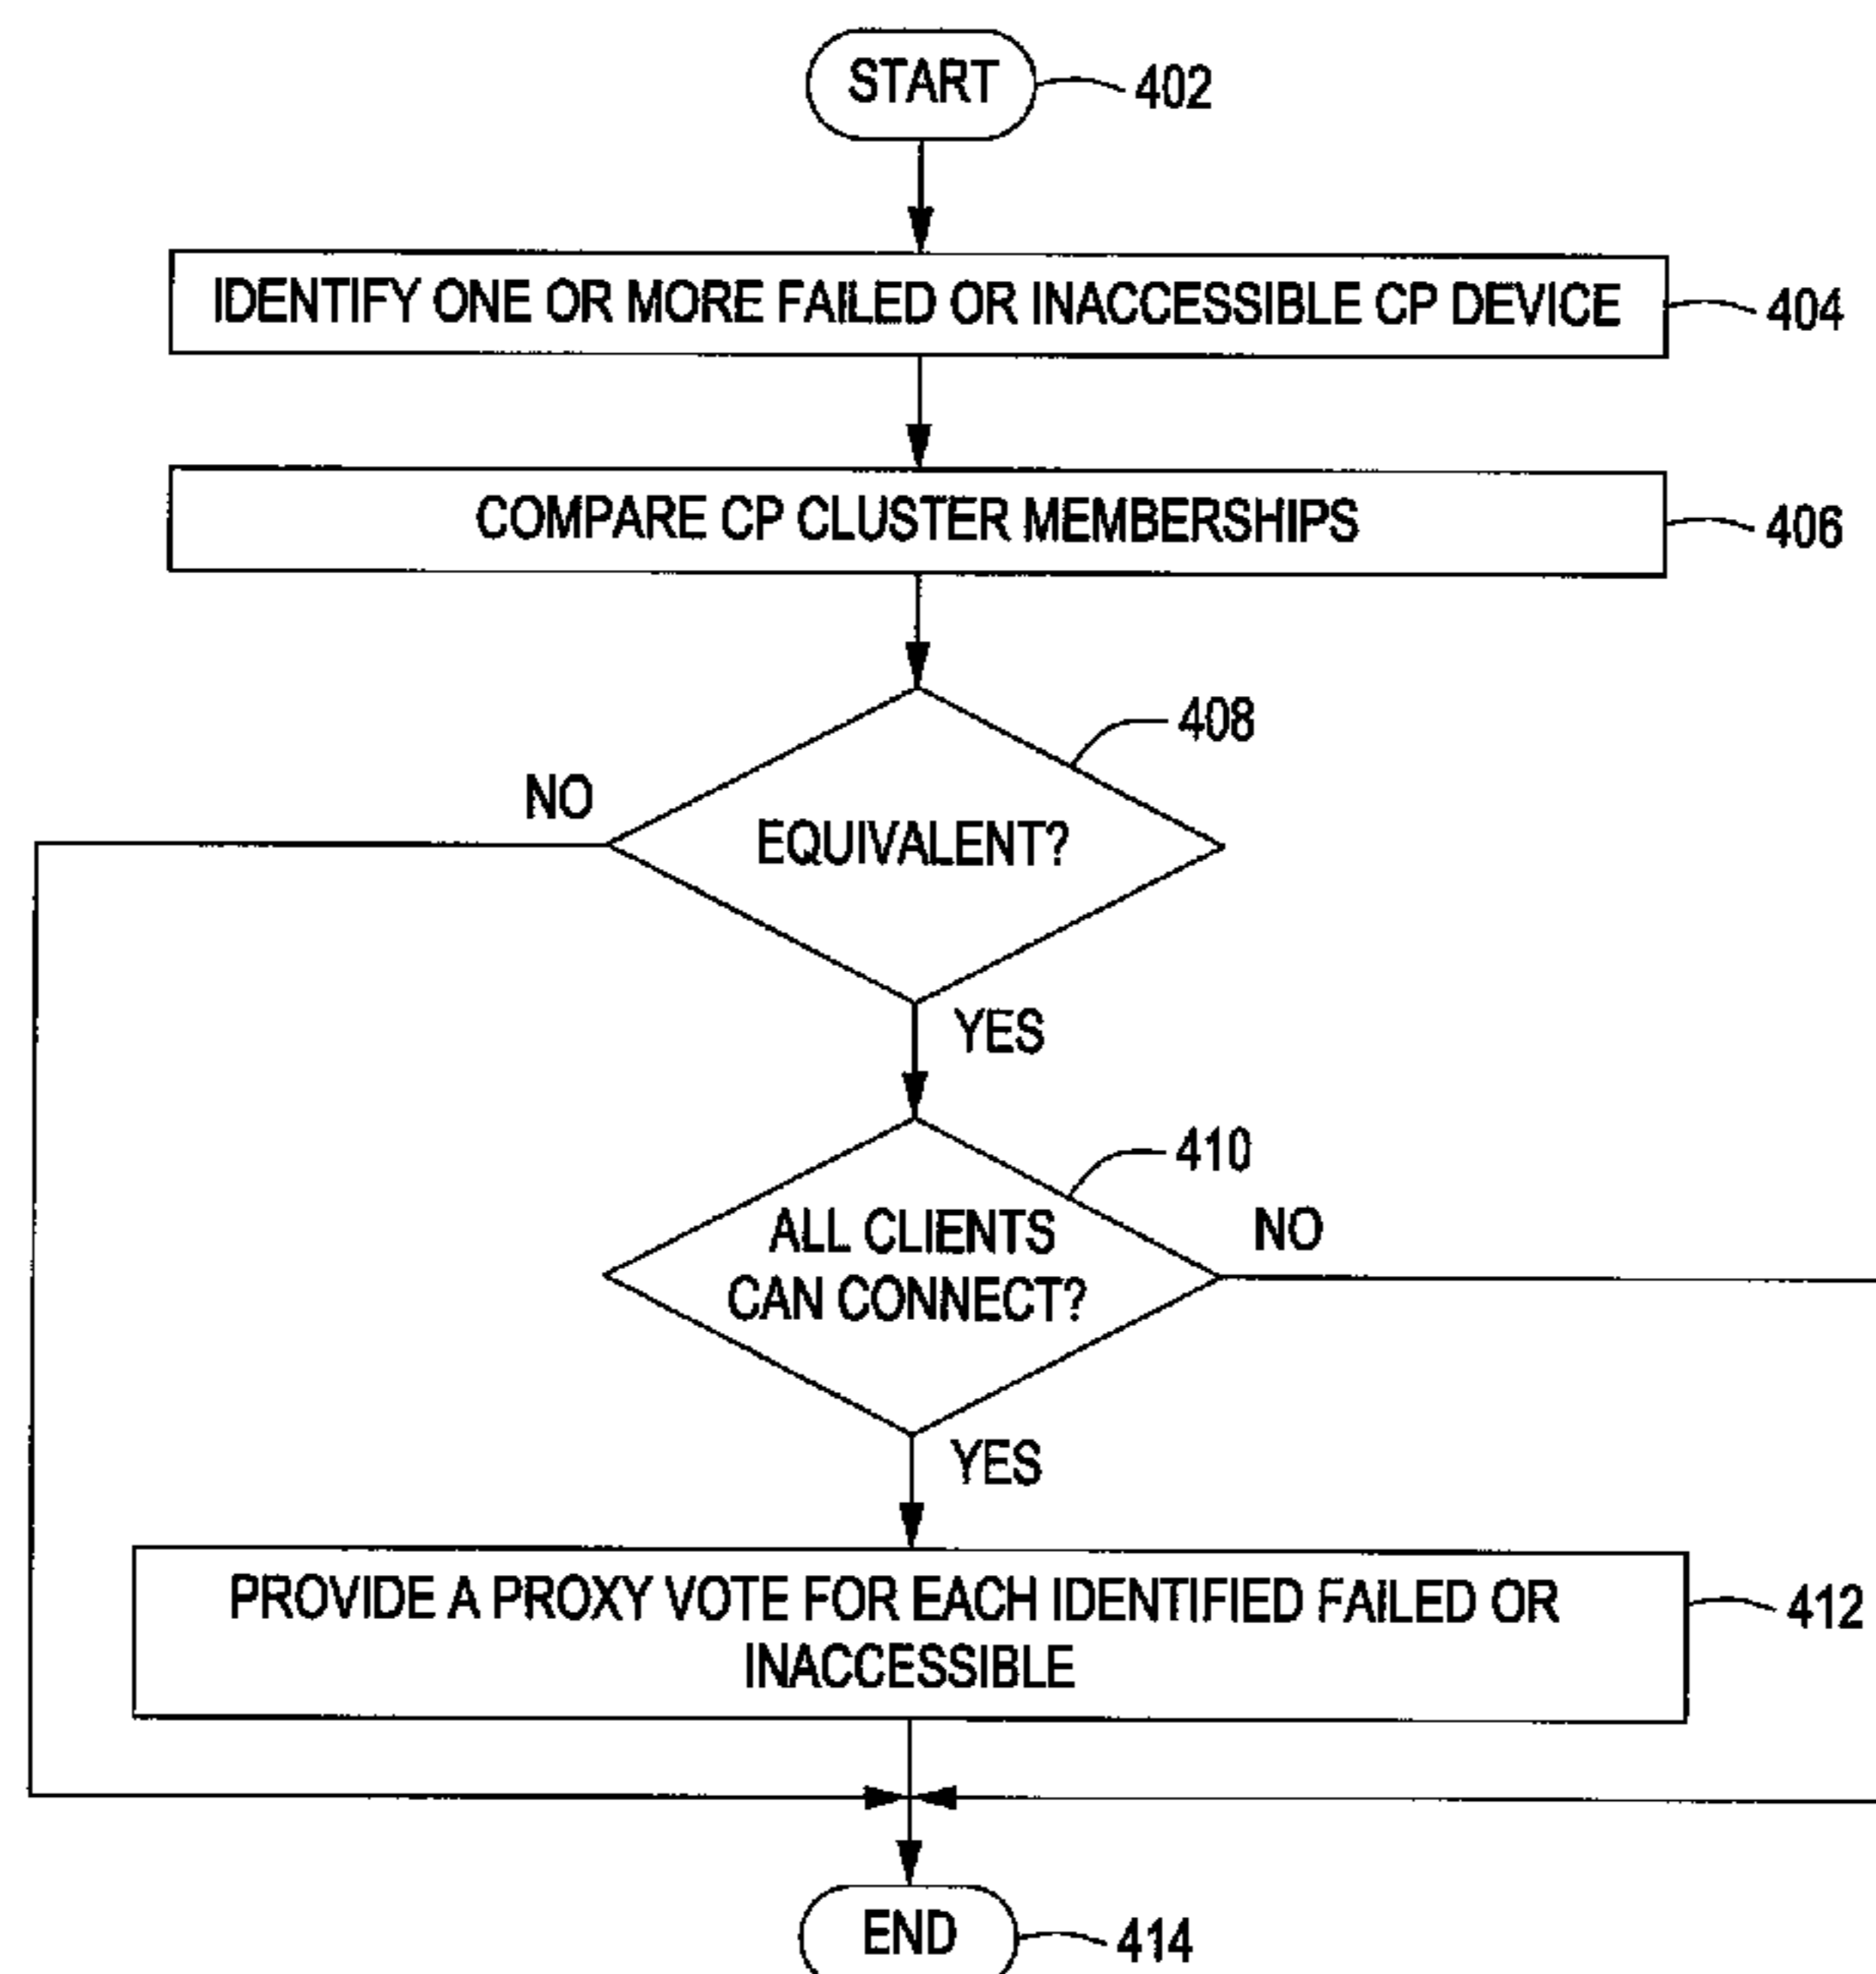 START
402
IDENTIFY ONE OR MORE FAILED OR INACCESSIBLE CP DEVICE
404
COMPARE CP CLUSTER MEMBERSHIPS
406
408
NO
EQUIVALENT?
YES
410
ALL CLIENTS
CAN CONNECT?
NO
YES
PROVIDE A PROXY VOTE FOR EACH IDENTIFIED FAILED OR
INACCESSIBLE
412
END
414